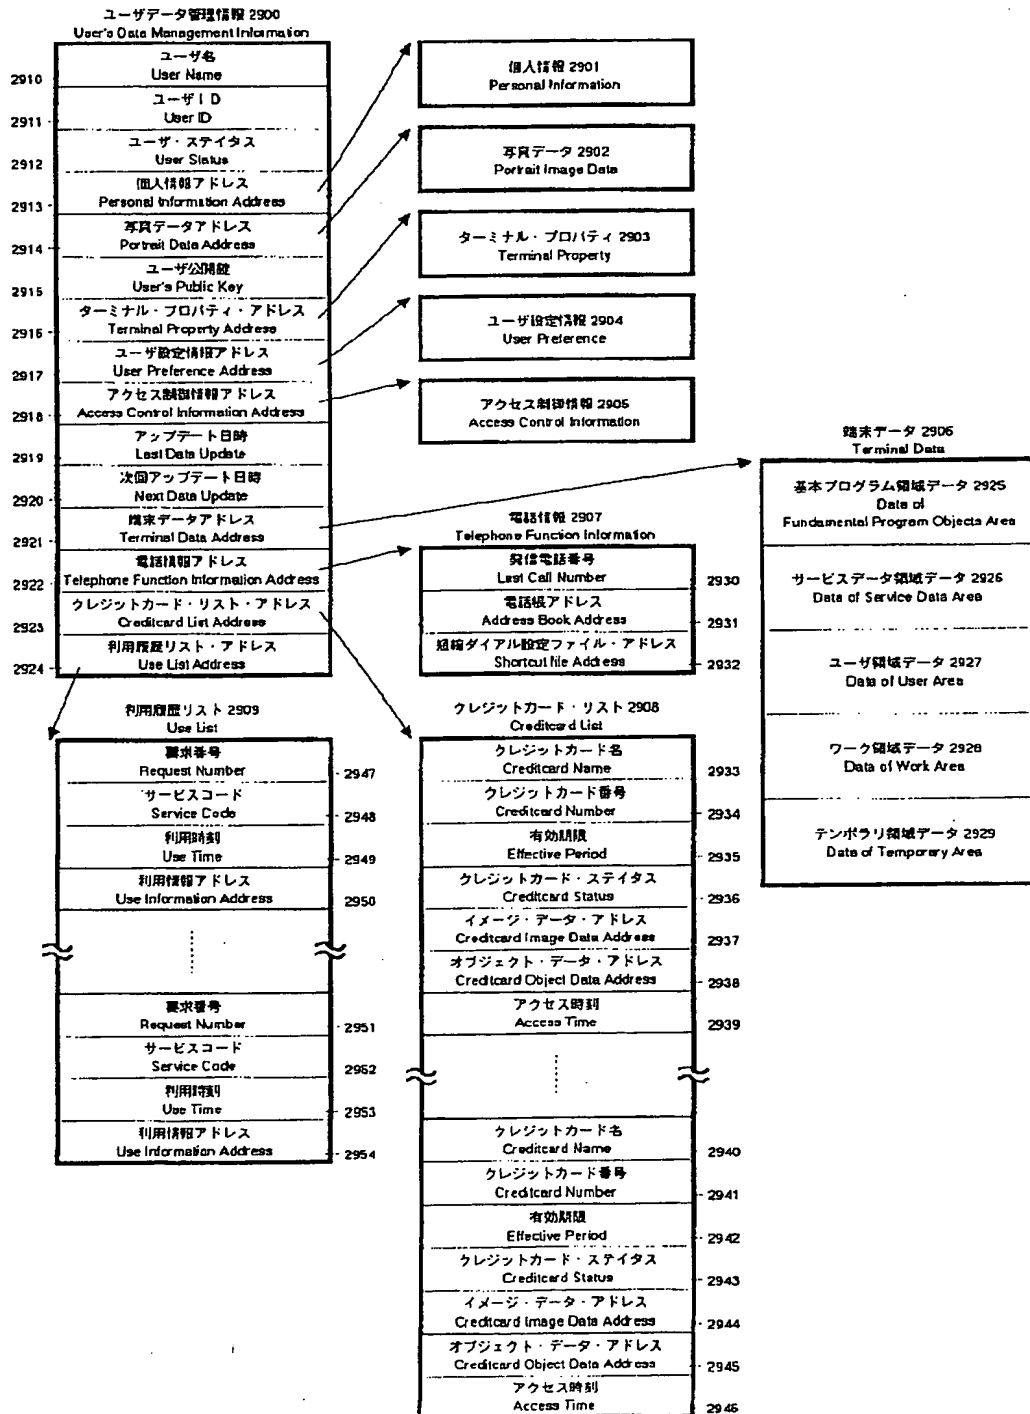 ユーザデータ管理情報 2900
User's Data Management Information
ユーザ名
User Name
2910
ユーザID
User ID
2911
ユーザ・ステイタス
User Status
2912
個人情報アドレス
Personal Information Address
2913
写真データアドレス
Portrait Data Address
2914
ユーザ公開鍵
User's Public Key
2915
ターミナル・プロパティ・アドレス
Terminal Property Address
2916
ユーザ設定情報アドレス
User Preference Address
2917
アクセス制御情報アドレス
Access Control Information Address
2918
アップデート日時
Last Data Update
2919
次回アップデート日時
Next Data Update
2920
端末データアドレス
Terminal Data Address
2921
電話情報アドレス
Telephone Function Information Address
2922
クレジットカード・リスト・アドレス
Creditcard List Address
2923
利用履歴リスト・アドレス
Use List Address
2924
個人情報 2901
Personal Information
写真データ 2902
Portrait Image Data
ターミナル・プロパティ 2903
Terminal Property
ユーザ設定情報 2904
User Preference
アクセス制御情報 2905
Access Control Information
端末データ 2906
Terminal Data
基本プログラム領域データ 2925
Data of
Fundamental Program Objects Area
サービスデータ領域データ 2926
Data of Service Data Area
ユーザ領域データ 2927
Data of User Area
ワーク領域データ 2928
Data of Work Area
テンポラリ領域データ 2929
Data of Temporary Area
電話情報 2907
Telephone Function Information
発信電話番号
Last Call Number
2930
電話帳アドレス
Address Book Address
2931
短縮ダイアル設定ファイル・アドレス
Shortcut file Address
2932
利用履歴リスト 2909
Use List
要求番号
Request Number
2947
サービスコード
Service Code
2948
利用時刻
Use Time
2949
利用情報アドレス
Use Information Address
2950
要求番号
Request Number
2951
サービスコード
Service Code
2952
利用時刻
Use Time
2953
利用情報アドレス
Use Information Address
2954
クレジットカード・リスト 2908
Creditcard List
クレジットカード名
Creditcard Name
2933
クレジットカード番号
Creditcard Number
2934
有効期限
Effective Period
2935
クレジットカード・ステイタス
Creditcard Status
2936
イメージ・データ・アドレス
Creditcard Image Data Address
2937
オブジェクト・データ・アドレス
Creditcard Object Data Address
2938
アクセス時刻
Access Time
2939
クレジットカード名
Creditcard Name
2940
クレジットカード番号
Creditcard Number
2941
有効期限
Effective Period
2942
クレジットカード・ステイタス
Creditcard Status
2943
イメージ・データ・アドレス
Creditcard Image Data Address
2944
オブジェクト・データ・アドレス
Creditcard Object Data Address
2945
アクセス時刻
Access Time
2946